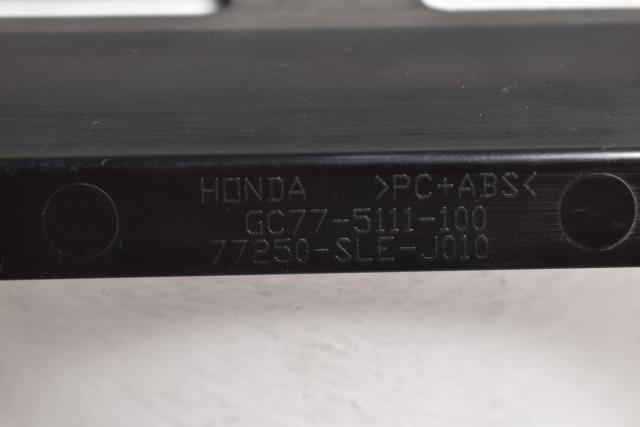 HONDA >PC+ABS<
GC77-5111-100
77250-SLE-J010